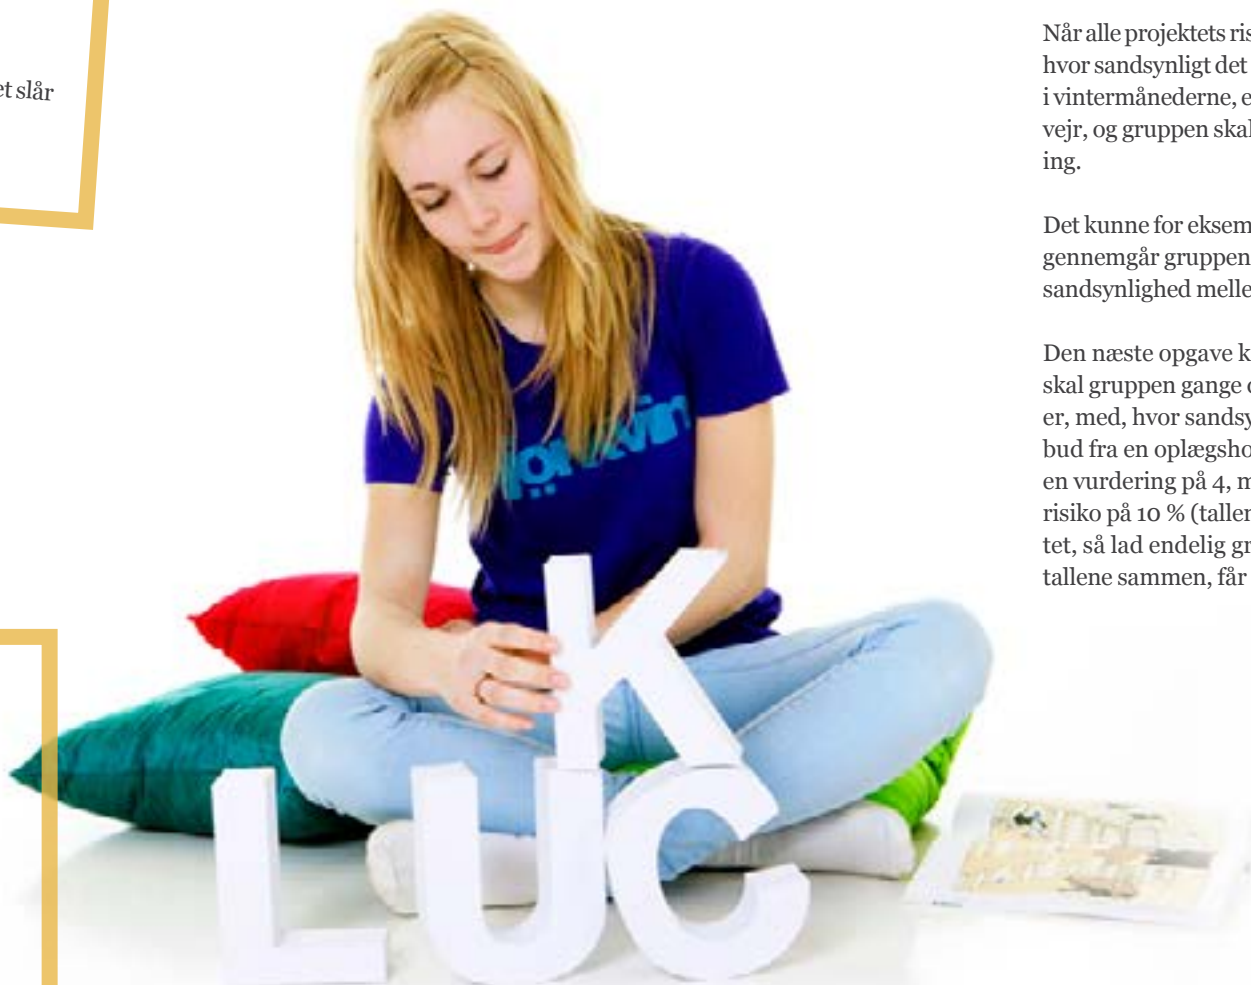 et slår
Når alle projektets ris
hvor sandsynligt det
i vintermånederne, e
vejr, og gruppen skal
ing.
Det kunne for eksem
gennemgår gruppen
sandsynlighed melle
Den næste opgave k
skal gruppen gange d
er, med, hvor sandsy
bud fra en oplægsho
en vurdering på 4, m
risiko på 10 % (taller
tet, så lad endelig gr
tallene sammen, får
K
LUC